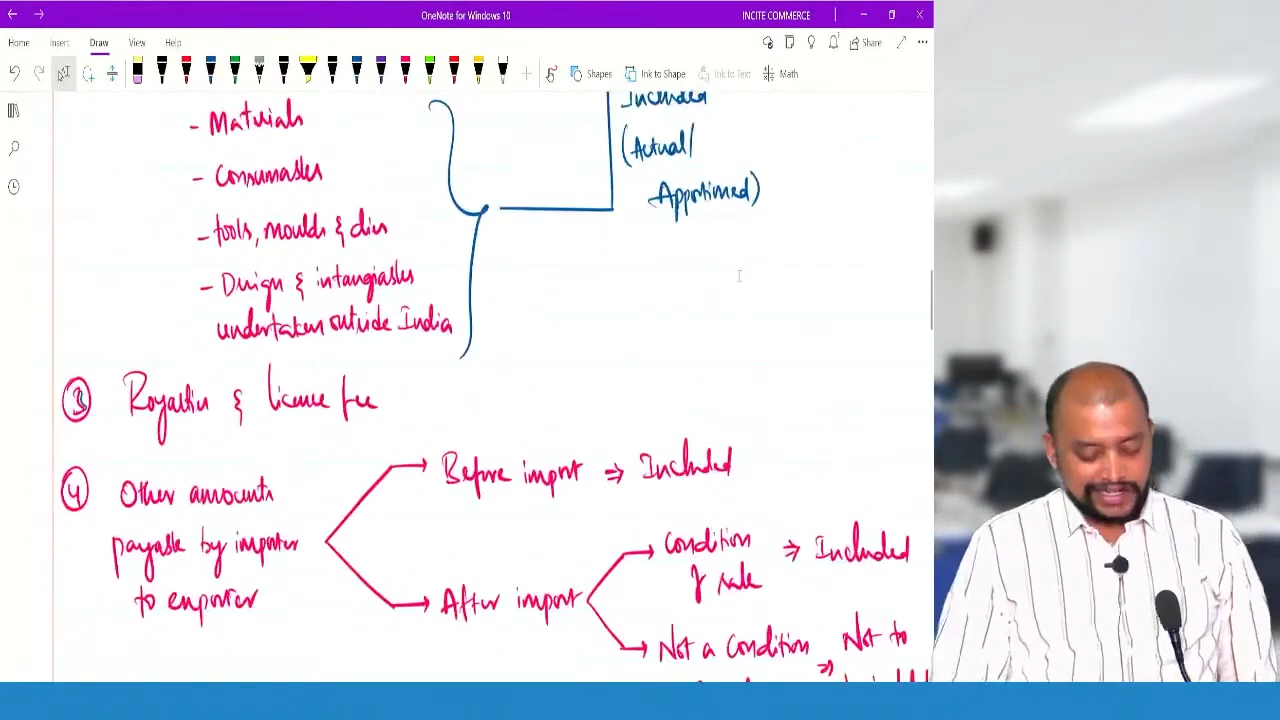 OneNote for Windows 10
INCITE COMMERCE
Home Insert Draw View Help
Share
Shapes
Ink to Shape
Ink to Text
Math
- Materials
- Consumables
- tools, moulds & dies
- Design & intangibles
undertaken outside India
Included
(Actual/
Apportioned)
③ Royalties & licence fee
④ Other amounts
payable by importer
to exporter
Before import ⇒ Included
After import
Condition
of sale
⇒ Included
Not a condition
⇒ Not to